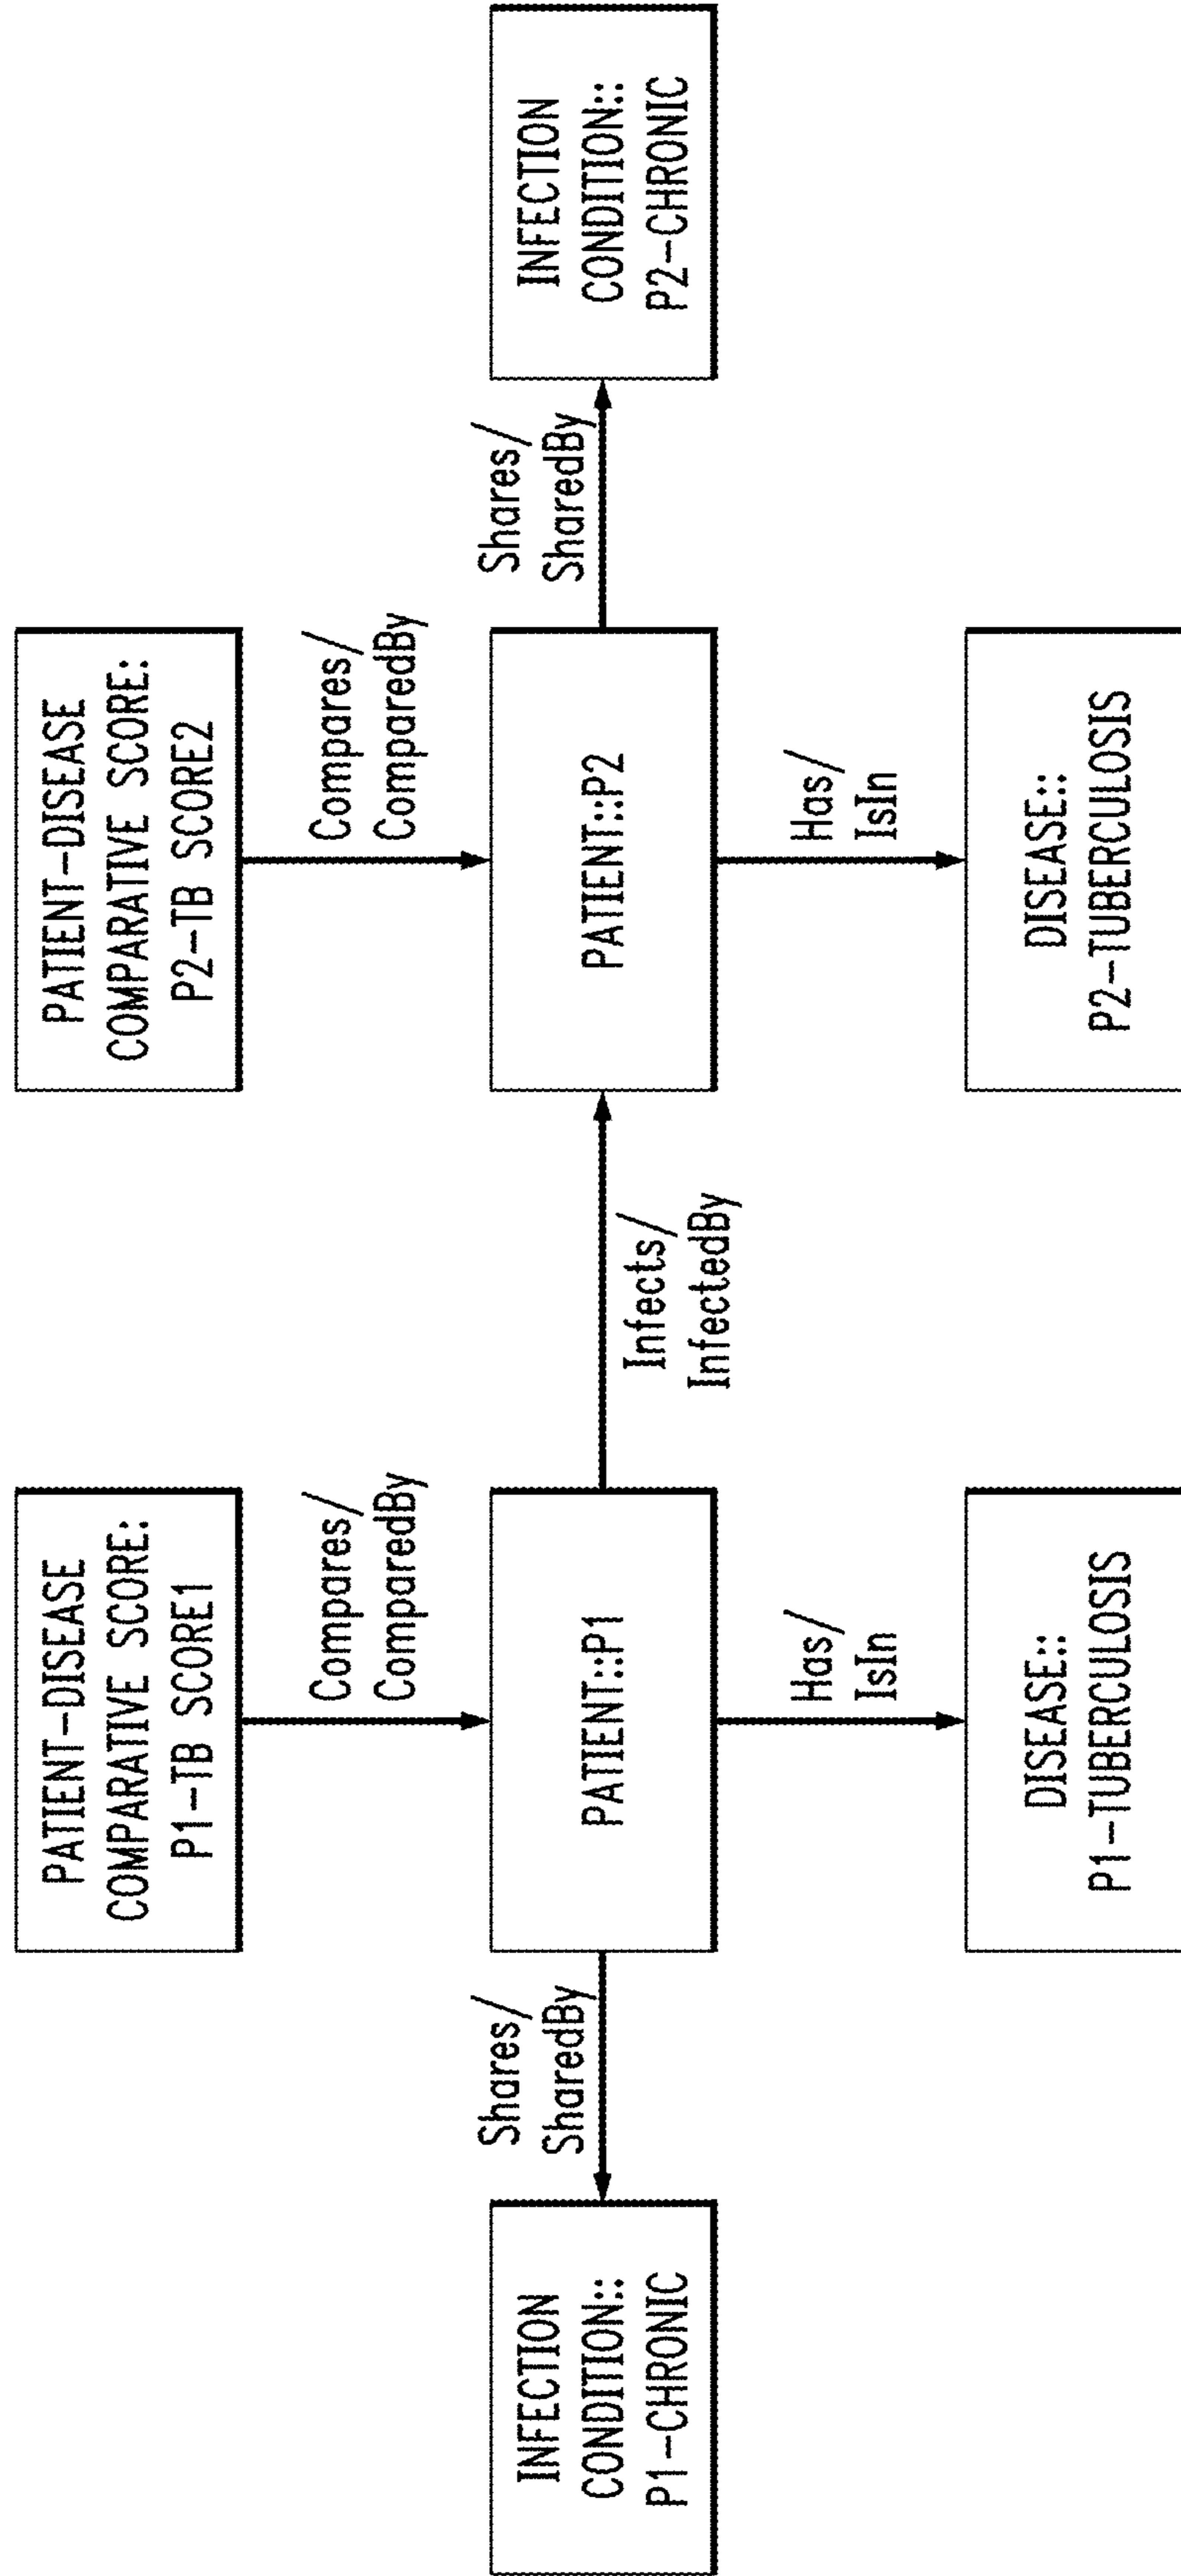 PATIENT-DISEASE
COMPARATIVE SCORE:
P1-TB SCORE1
PATIENT-DISEASE
COMPARATIVE SCORE:
P2-TB SCORE2
Compares/
ComparedBy
Compares/
ComparedBy
INFECTION
CONDITION::
P1-CHRONIC
Shares/
SharedBy
PATIENT::P1
Infects/
InfectedBy
PATIENT::P2
Shares/
SharedBy
INFECTION
CONDITION::
P2-CHRONIC
Has/
IsIn
Has/
IsIn
DISEASE::
P1-TUBERCULOSIS
DISEASE::
P2-TUBERCULOSIS